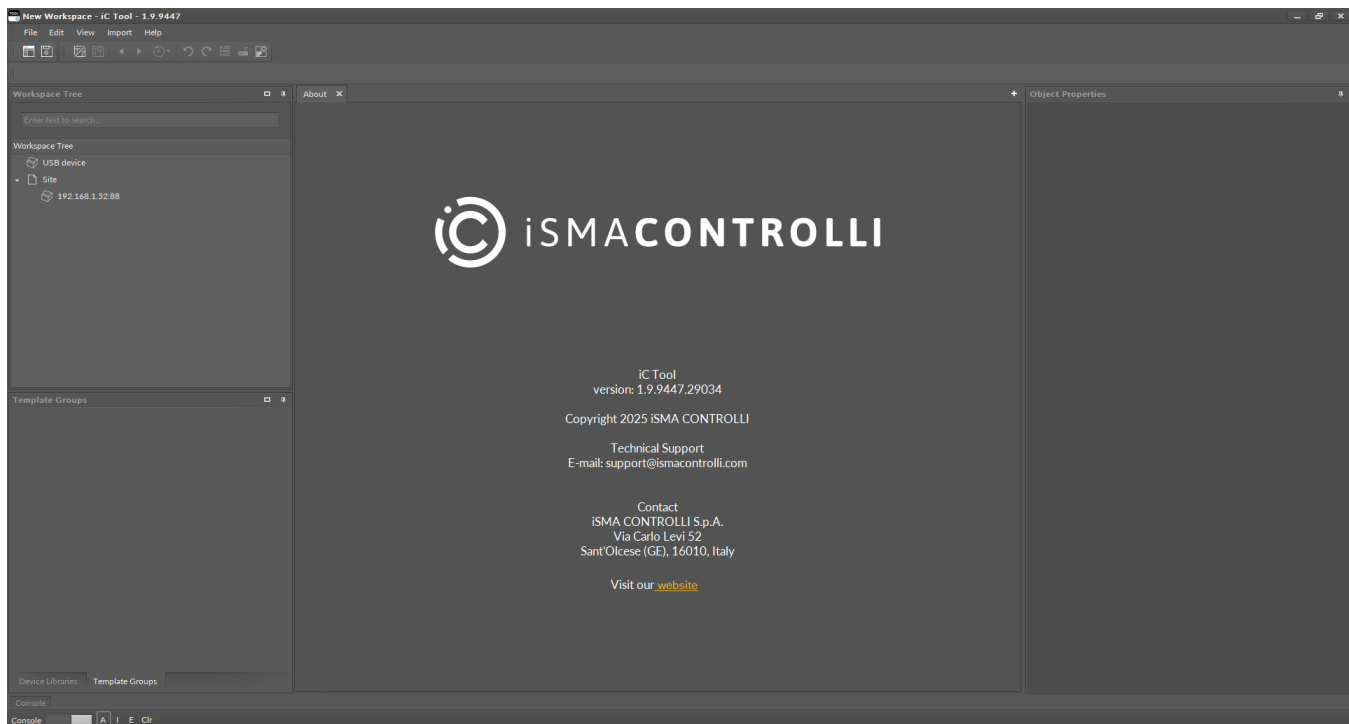 New Workspace - iC Tool - 1.9.9447
File Edit View Import Help
Workspace Tree
Enter text to search...
Workspace Tree
USB device
Site
192.168.1.52:88
Template Groups
Device Libraries Template Groups
About
iSMACONTROLLI
iC Tool
version: 1.9.9447.29034
Copyright 2025 iSMA CONTROLLI
Technical Support
E-mail: support@ismacontrolli.com
Contact
iSMA CONTROLLI S.p.A.
Via Carlo Levi 52
Sant'Olcese (GE), 16010, Italy
Visit our website
Object Properties
Console
Console A I E Clr